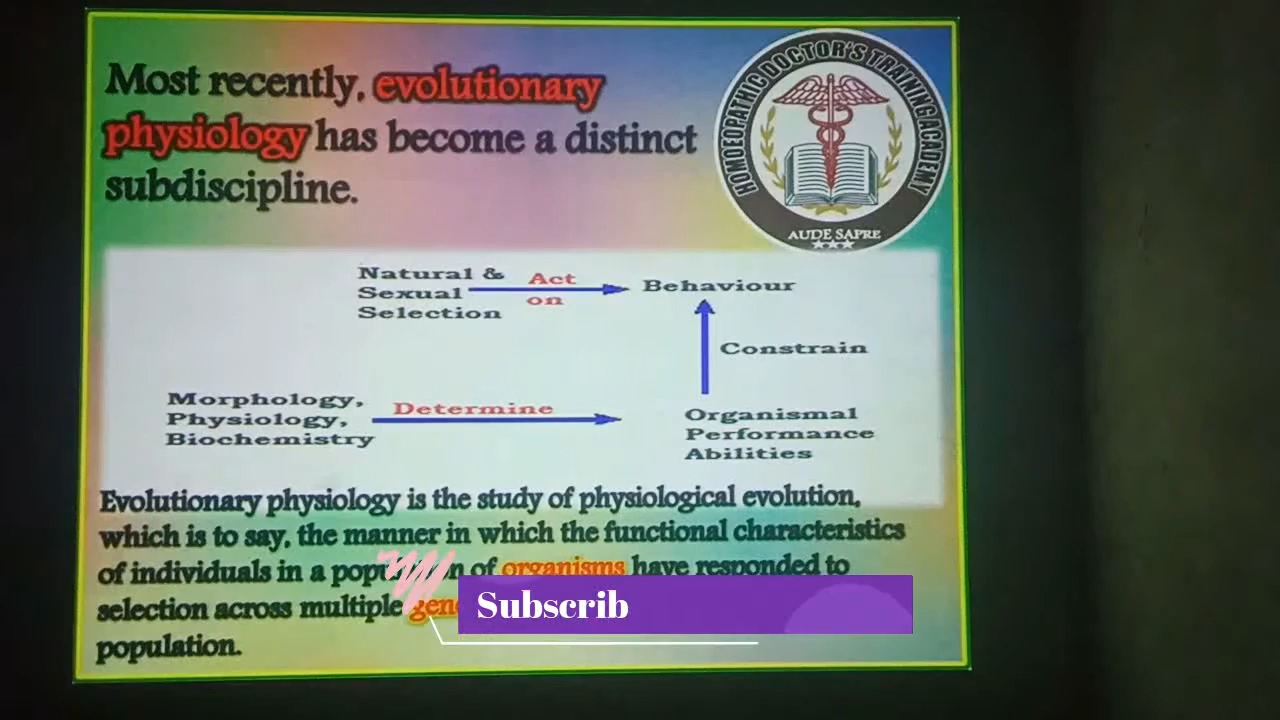 Most recently, evolutionary
physiology has become a distinct
subdiscipline.
HOMOEOPATHIC DOCTOR'S TRAINING ACADEMY
AUDE SAPRE
Natural &
Sexual
Selection
Act
on
Behaviour
Constrain
Morphology,
Physiology,
Biochemistry
Determine
Organismal
Performance
Abilities
Evolutionary physiology is the study of physiological evolution,
which is to say, the manner in which the functional characteristics
of individuals in a of organisms have responded to
selection across multiple
population.
Subscrib